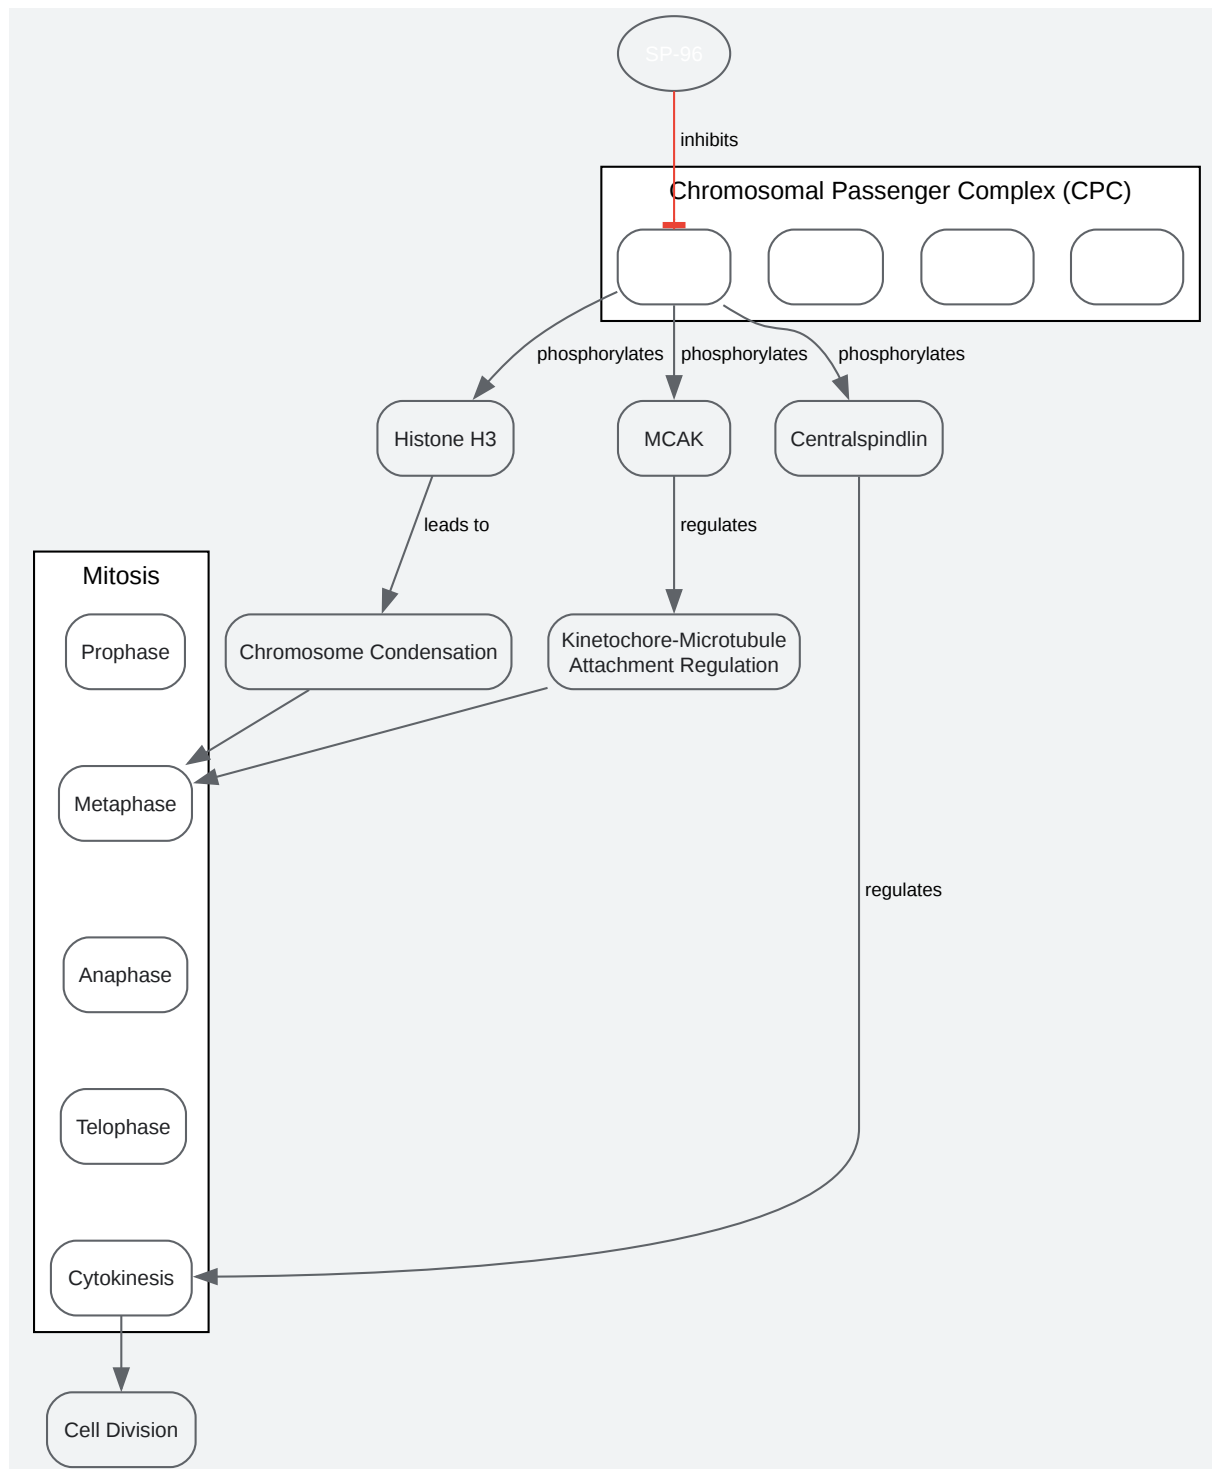 SP-96
inhibits
Chromosomal Passenger Complex (CPC)
phosphorylates
phosphorylates
phosphorylates
Histone H3
MCAK
Centralspindlin
leads to
regulates
Mitosis
Prophase
Chromosome Condensation
Kinetochore-Microtubule
Attachment Regulation
Metaphase
regulates
Anaphase
Telophase
Cytokinesis
Cell Division